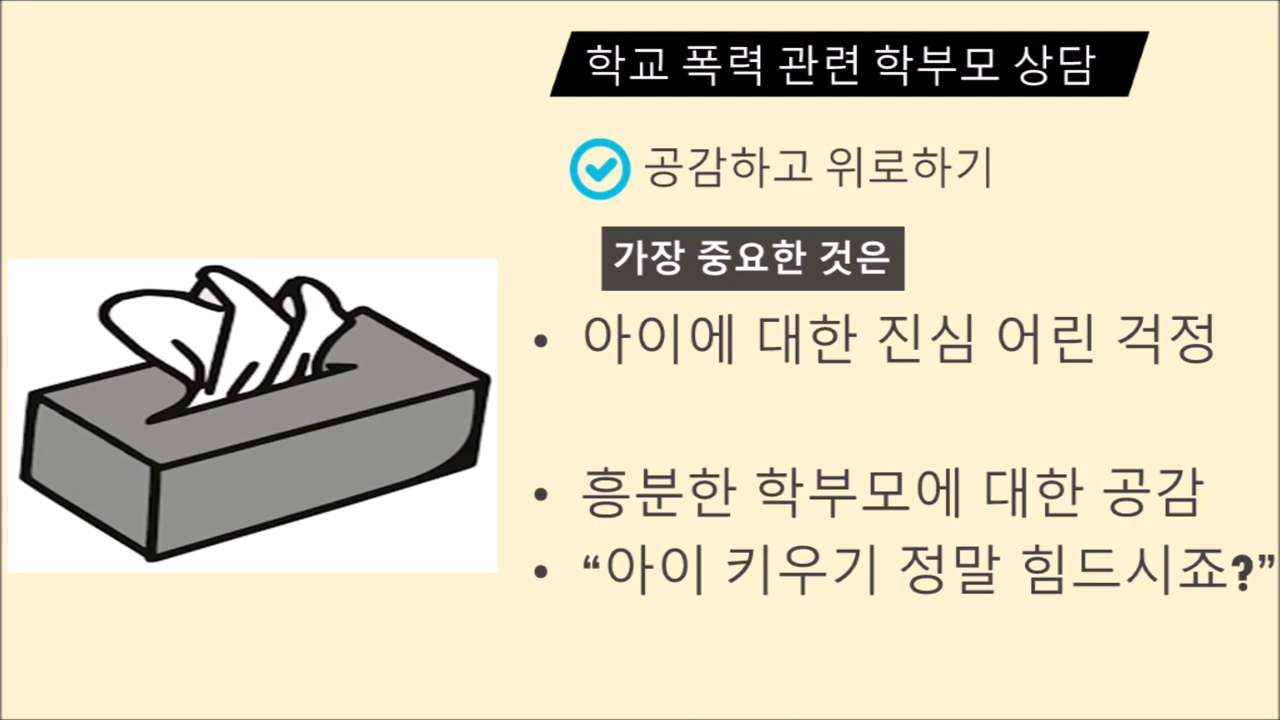 학교 폭력 관련 학부모 상담
공감하고 위로하기
가장 중요한 것은
• 아이에 대한 진심 어린 걱정
• 흥분한 학부모에 대한 공감
• “아이 키우기 정말 힘드시죠?”